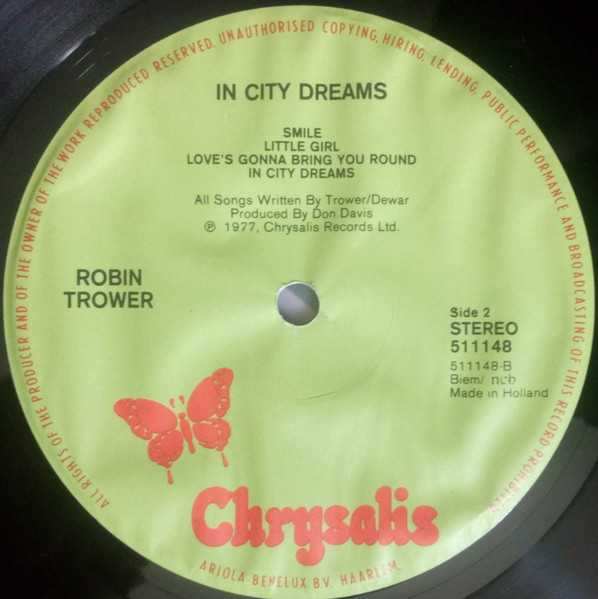 ALL RIGHTS OF THE PRODUCER AND OF THE OWNER OF THE WORK REPRODUCED RESERVED. UNAUTHORISED COPYING, HIRING, LENDING, PUBLIC PERFORMANCE AND BROADCASTING OF THIS RECORD PROHIBITED
IN CITY DREAMS
SMILE
LITTLE GIRL
LOVE'S GONNA BRING YOU ROUND
IN CITY DREAMS
All Songs Written By Trower/Dewar
Produced By Don Davis
℗ 1977, Chrysalis Records Ltd.
ROBIN
TROWER
Side 2
STEREO
511148
511148-B
Biem/ ncb
Made in Holland
Chrysalis
ARIOLA-BENELUX B.V. HAARLEM.